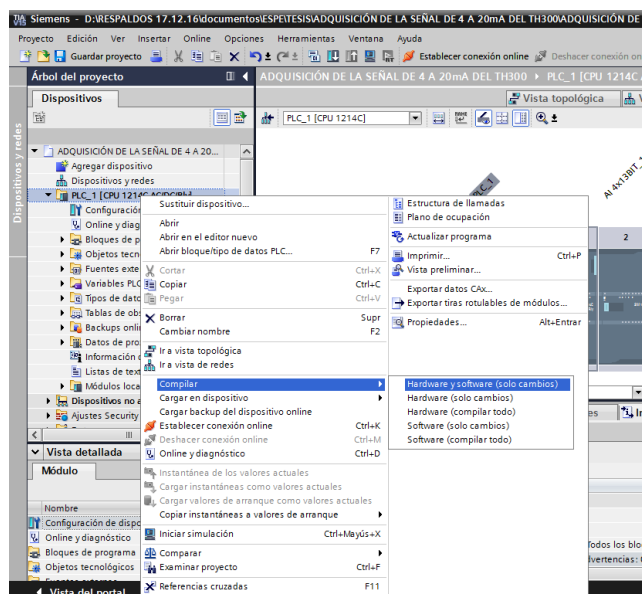 Siemens - D:\RESPALDOS 17.12.16\documentos\ESPE\TESIS\ADQUISICIÓN DE LA SEÑAL DE 4 A 20mA DEL TH300\ADQUISICIÓN DE
Proyecto Edición Ver Insertar Online Opciones Herramientas Ventana Ayuda
Guardar proyecto Establecer conexión online Deshacer conexión on
Árbol del proyecto
ADQUISICIÓN DE LA SEÑAL DE 4 A 20mA DEL TH300 PLC_1 [CPU 1214C
Dispositivos
Vista topológica
PLC_1 [CPU 1214C]
Dispositivos y redes
ADQUISICIÓN DE LA SEÑAL DE 4 A 20...
Agregar dispositivo
Dispositivos y redes
PLC_1 [CPU 1214C AC/DC/Rly]
Configuración
Online y diag
Bloques de p
Objetos tecn
Fuentes exte
Variables PLC
Tipos de dato
Tablas de obs
Backups onli
Datos de pro
Información d
Listas de text
Módulos loca
Dispositivos no a
Ajustes Security
PLC_1
AI 4x13BIT_1
2
Sustituir dispositivo...
Abrir
Abrir en el editor nuevo
Abrir bloque/tipo de datos PLC... F7
Cortar Ctrl+X
Copiar Ctrl+C
Pegar Ctrl+V
Borrar Supr
Cambiar nombre F2
Ir a vista topológica
Ir a vista de redes
Compilar
Cargar en dispositivo
Cargar backup del dispositivo online
Establecer conexión online Ctrl+K
Deshacer conexión online Ctrl+M
Online y diagnóstico Ctrl+D
Instantánea de los valores actuales
Cargar instantáneas como valores actuales
Cargar valores de arranque como valores actuales
Copiar instantáneas a valores de arranque
Iniciar simulación Ctrl+Mayús+X
Comparar
Examinar proyecto Ctrl+F
Referencias cruzadas F11
Estructura de llamadas
Plano de ocupación
Actualizar programa
Imprimir... Ctrl+P
Vista preliminar...
Exportar datos CAx...
Exportar tiras rotulables de módulos...
Propiedades... Alt+Entrar
Hardware y software (solo cambios)
Hardware (solo cambios)
Hardware (compilar todo)
Software (solo cambios)
Software (compilar todo)
Vista detallada
Módulo
Nombre
Configuración de dispo
Online y diagnóstico
Bloques de programa
Objetos tecnológicos
es
Todos los blo
dvertencias:
Vista del portal